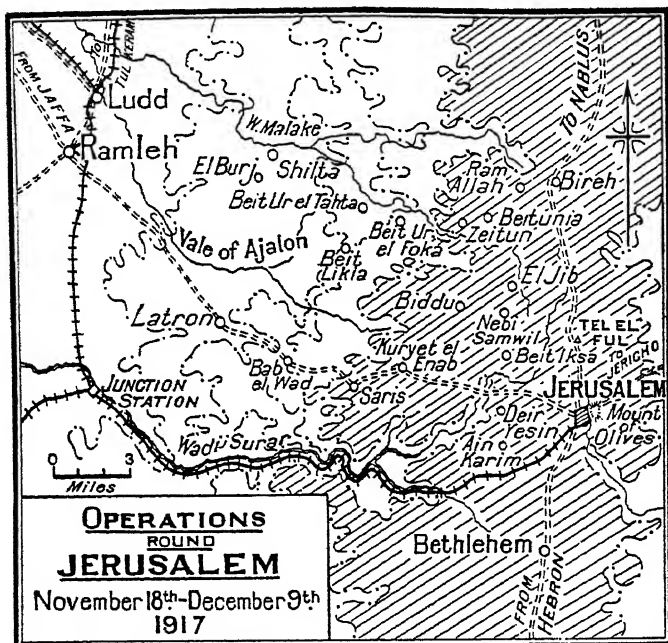 TO
TUL KERAM
FROM JAFFA
TO NABLUS
Ludd
Ramleh
W. Malake
El Burj
Shilta
Ram
Allah
Bireh
Beit Ur el Tahta
Beitunia
Zeitun
Vale of Ajalon
Beit Ur
el Foka
Beit
Likia
El Jib
Biddu
Latron
Nebi
Samwil
TEL EL
FUL
Kuryet el
Enab
Beit Iksa
TO
JERICHO
Bab
el Wad
JERUSALEM
JUNCTION
STATION
Saris
Deir
Yesin
Mount
of
Olives
Wadi Surar
Ain
Karim
0 3
Miles
Bethlehem
FROM
HEBRON
OPERATIONS
ROUND
JERUSALEM
November 18th-December 9th
1917